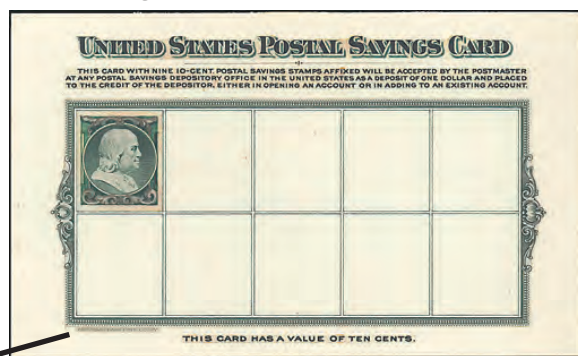 UNITED STATES POSTAL SAVINGS CARD
THIS CARD WITH NINE 10-CENT POSTAL SAVINGS STAMPS AFFIXED WILL BE ACCEPTED BY THE POSTMASTER
AT ANY POSTAL SAVINGS DEPOSITORY OFFICE IN THE UNITED STATES AS A DEPOSIT OF ONE DOLLAR AND PLACED
TO THE CREDIT OF THE DEPOSITOR, EITHER IN OPENING AN ACCOUNT OR IN ADDING TO AN EXISTING ACCOUNT.
THIS CARD HAS A VALUE OF TEN CENTS.